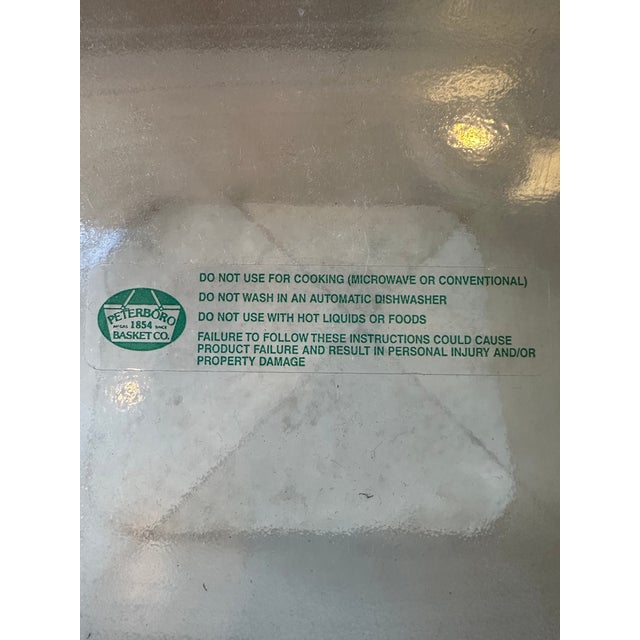 PETERBORO
MFGRS. 1854 SINCE
BASKET CO.
DO NOT USE FOR COOKING (MICROWAVE OR CONVENTIONAL)
DO NOT WASH IN AN AUTOMATIC DISHWASHER
DO NOT USE WITH HOT LIQUIDS OR FOODS
FAILURE TO FOLLOW THESE INSTRUCTIONS COULD CAUSE
PRODUCT FAILURE AND RESULT IN PERSONAL INJURY AND/OR
PROPERTY DAMAGE